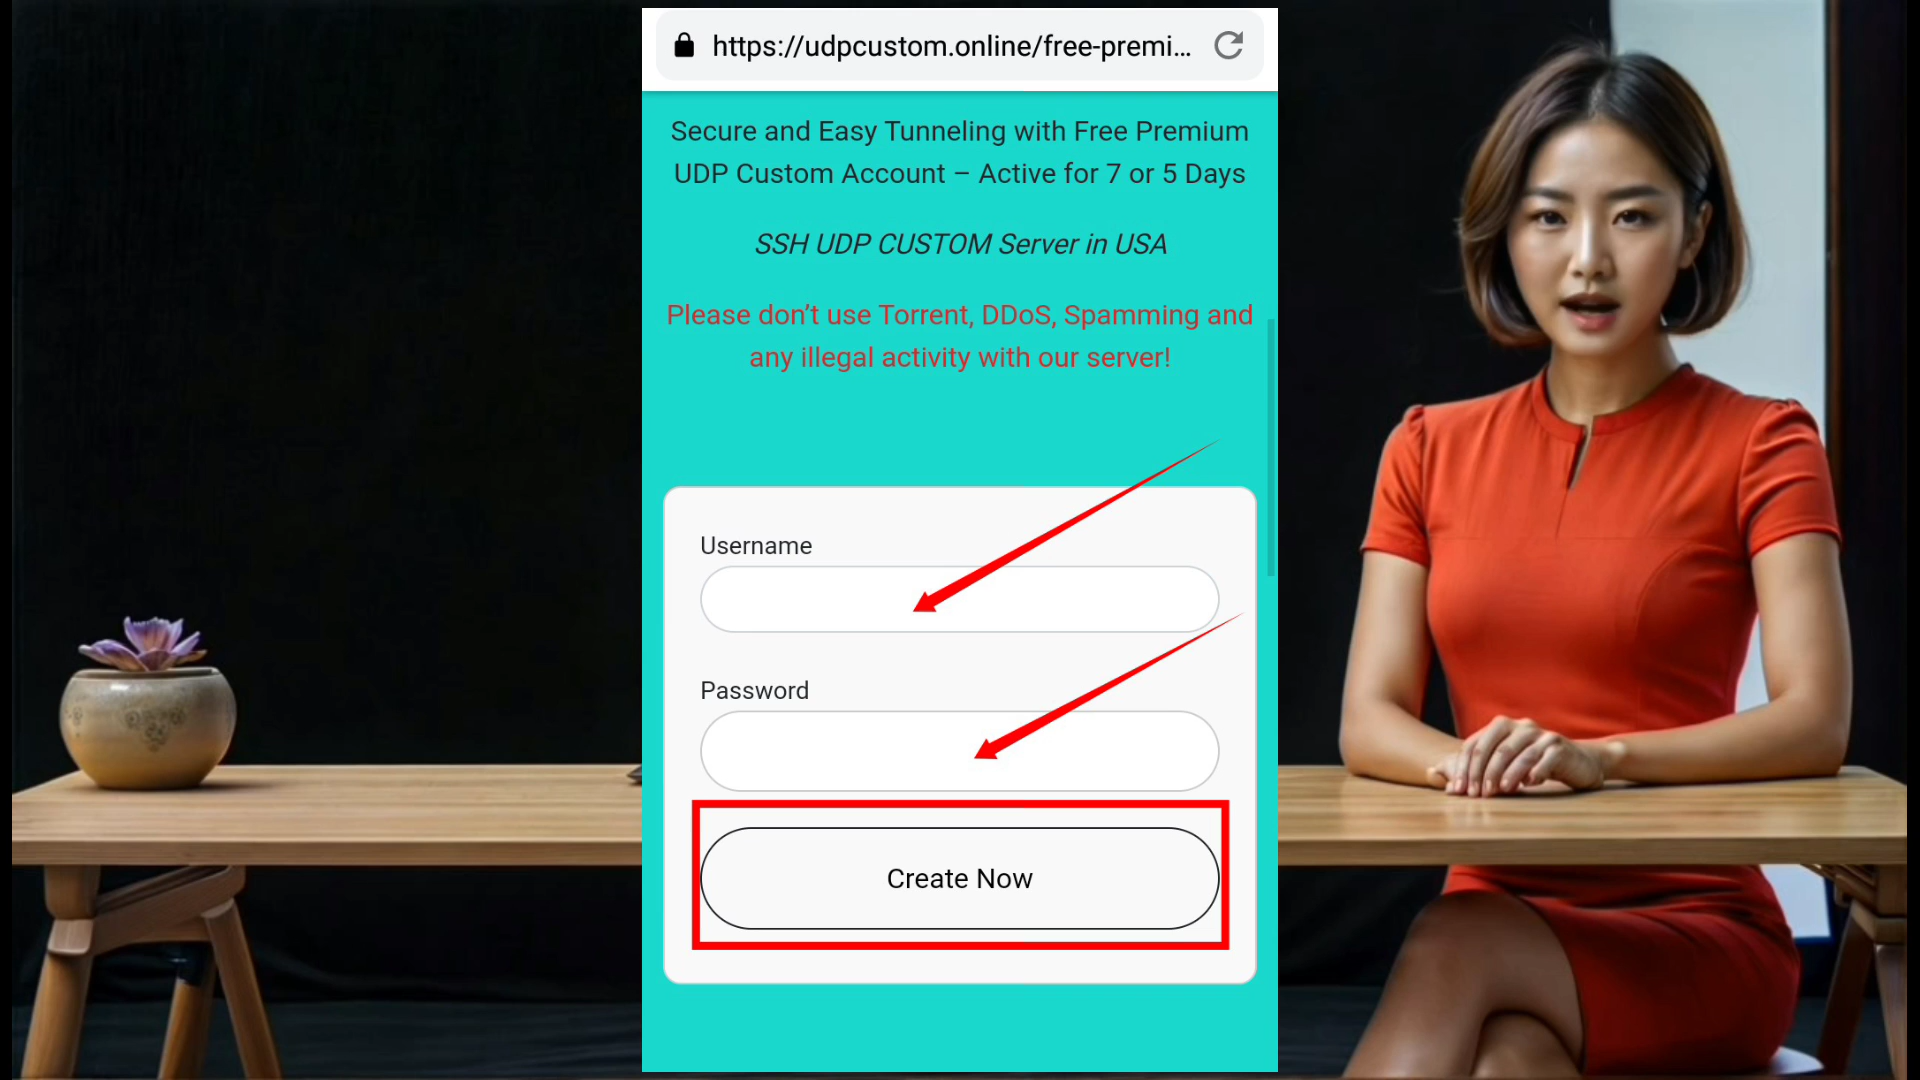 https://udpcustom.online/free-premi...
Secure and Easy Tunneling with Free Premium
UDP Custom Account – Active for 7 or 5 Days
SSH UDP CUSTOM Server in USA
Please don’t use Torrent, DDoS, Spamming and
any illegal activity with our server!
Username
Password
Create Now